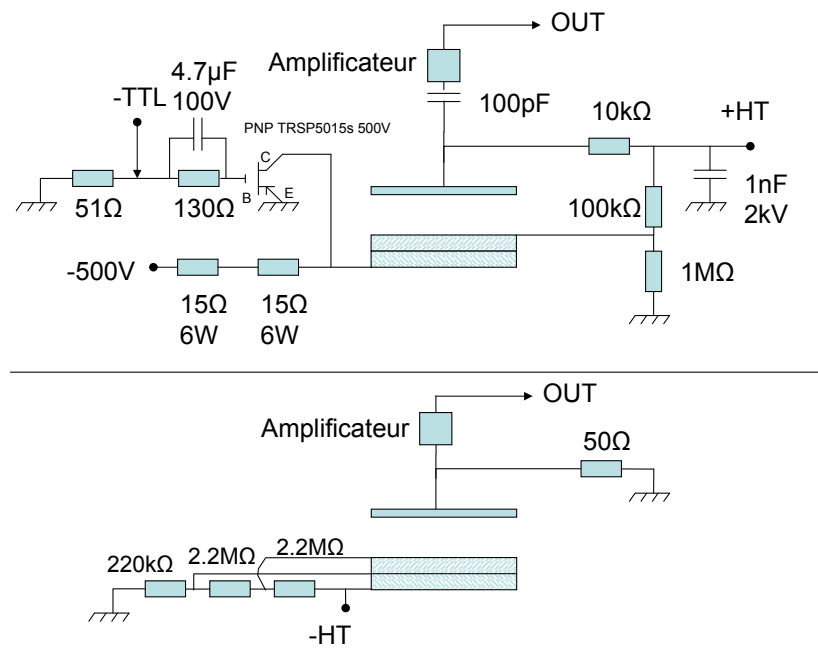 OUT
Amplificateur
4.7µF
100V
-TTL
100pF
10kΩ
+HT
PNP TRSP5015s 500V
C
B
E
51Ω
130Ω
1nF
2kV
100kΩ
-500V
1MΩ
15Ω
6W
15Ω
6W
OUT
Amplificateur
50Ω
220kΩ
2.2MΩ
2.2MΩ
-HT